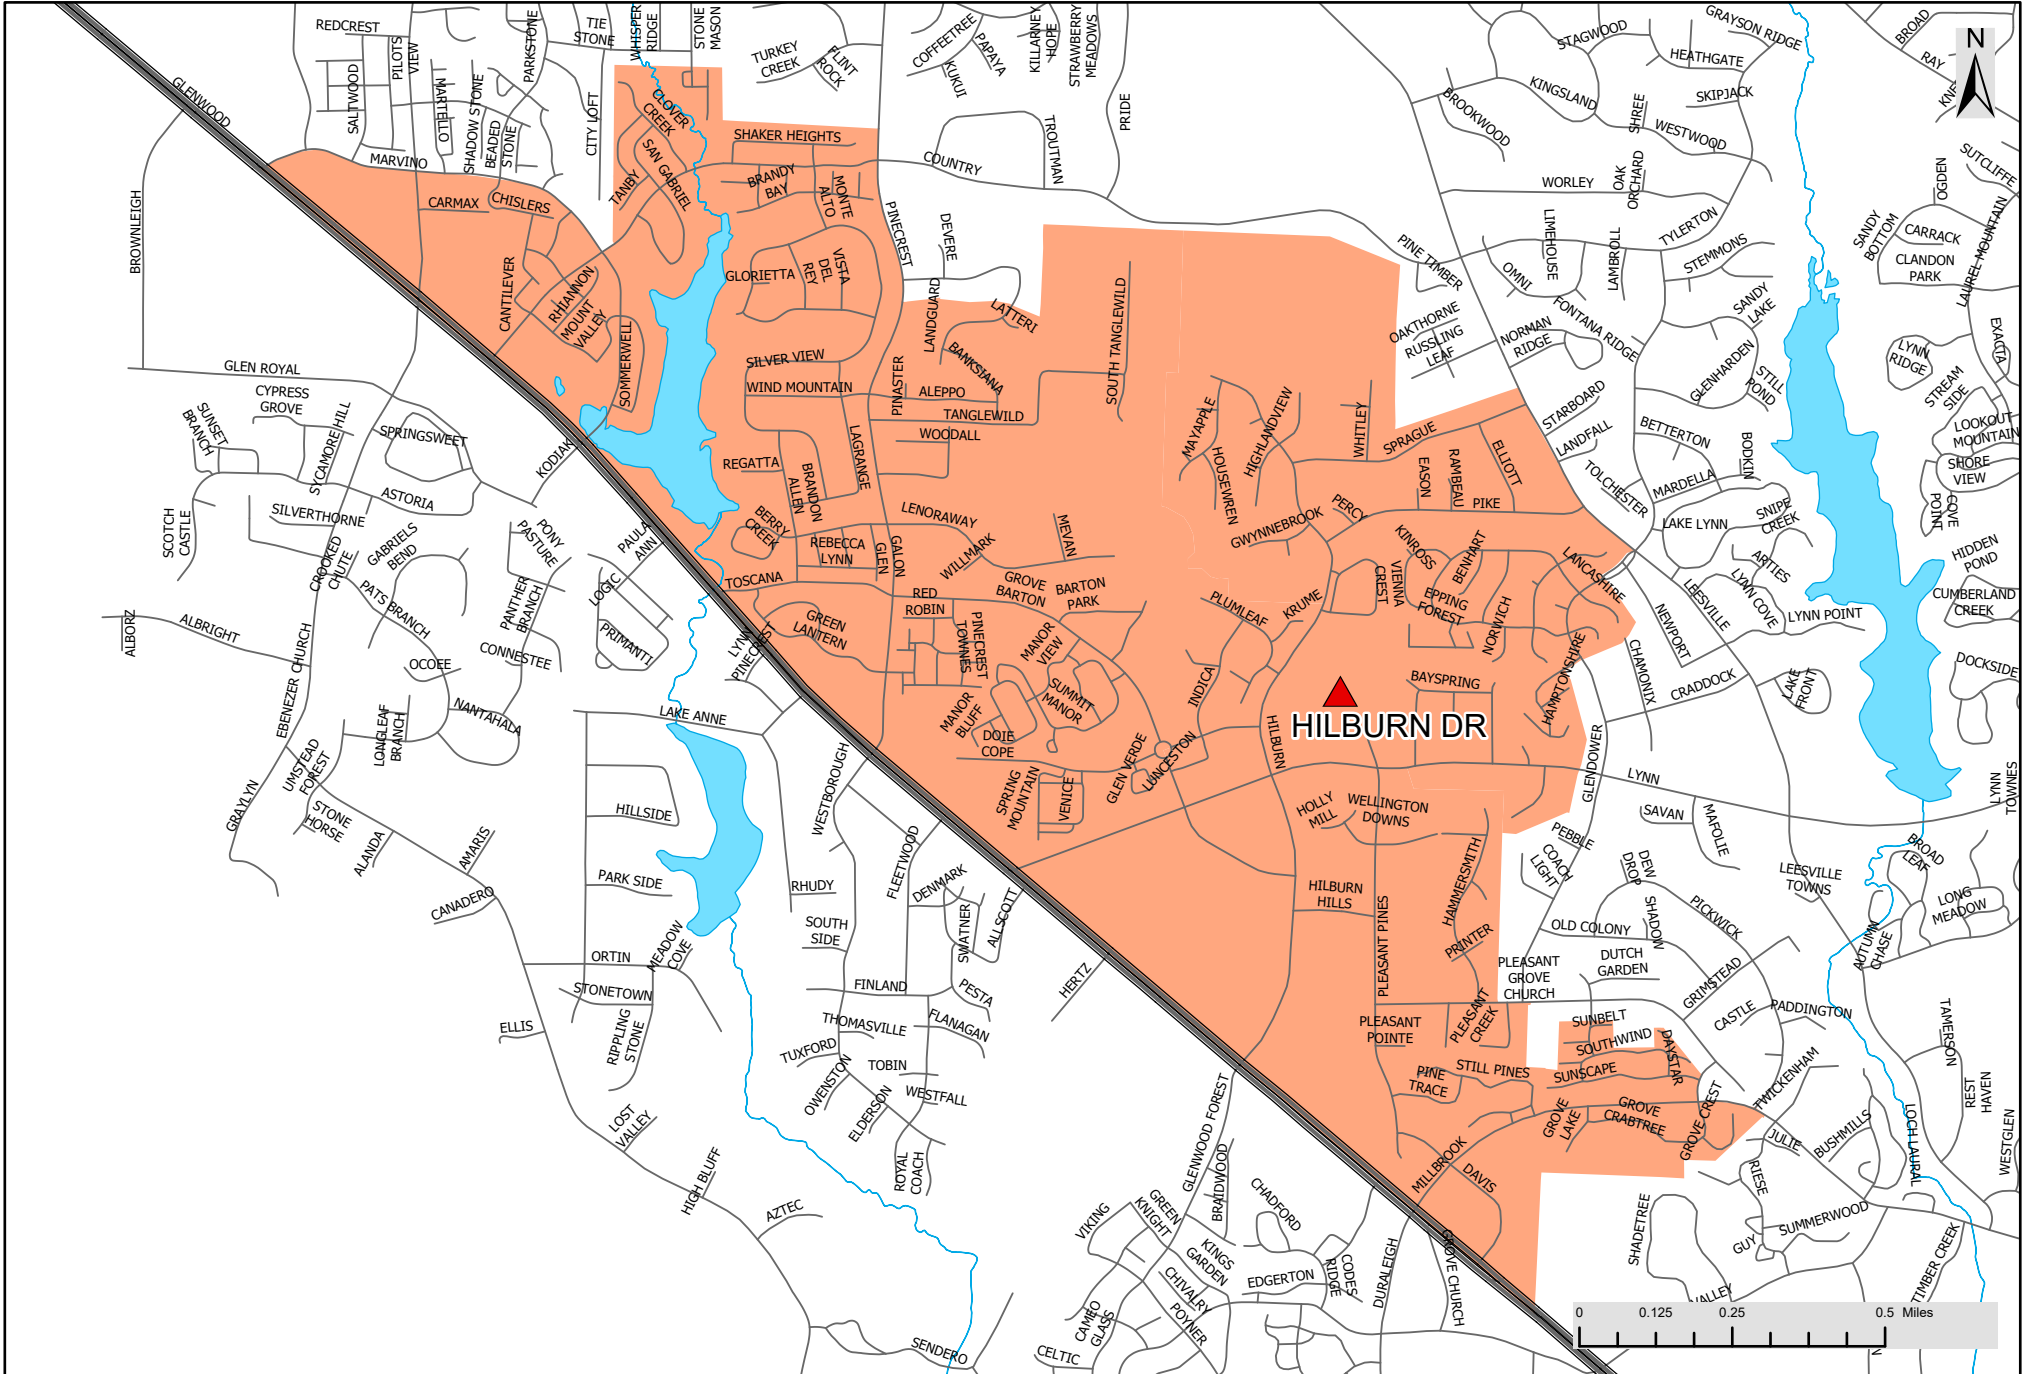 REDCREST
PILOTS
VIEW
PARKSTONE
TIE
STONE
WHISPER
RIDGE
STONE
MASON
TURKEY
CREEK
FLINT
ROCK
COFFEETREE
PAPAYA
KUKUI
KILLARNEY
HOPE
STRAWBERRY
MEADOWS
PRIDE
STAGWOOD
GRAYSON RIDGE
HEATHGATE
SKIPJACK
KINGSLAND
SHREE
WESTWOOD
BROOKWOOD
BROAD
RAY
N
GLENWOOD
SALTWOOD
MARTELLO
SHADOW STONE
BEADED
STONE
CITY LOFT
CLOVER
CREEK
SAN GABRIEL
TANBY
SHAKER HEIGHTS
BRANDY
BAY
MONTE
ALTO
COUNTRY
TROUTMAN
WORLEY
OAK
ORCHARD
OGDEN
SUTCLIFFE
MARVINO
CARMAX
CHISLERS
BROWNLEIGH
PINECREST
DEVERE
LIMEHOUSE
LAMBROLL
TYLERTON
STEMMONS
SANDY
BOTTOM
CARRACK
CLANDON
PARK
LAUREL MOUNTAIN
CANTILEVER
RHIANNON
MOUNT
VALLEY
SOMMERWELL
GLORIETTA
VISTA
DEL
REY
LANDGUARD
LATTERI
BANKSIANA
SOUTH TANGLEWILD
PINE TIMBER
OMNI
OAKTHORNE
RUSSLING
LEAF
NORMAN
RIDGE
FONTANA RIDGE
SANDY
LAKE
GLENHARDEN
STILL
POND
LYNN
RIDGE
EXACTA
STREAM
SIDE
LOOKOUT
MOUNTAIN
SHORE
VIEW
COVE
POINT
GLEN ROYAL
CYPRESS
GROVE
SUNSET
BRANCH
SYCAMORE HILL
SPRINGSWEET
KODIAK
SILVER VIEW
WIND MOUNTAIN
PINASTER
ALEPPO
TANGLEWILD
WOODALL
REGATTA
BRANDON
ALLEN
LAGRANGE
MAYAPPLE
HOUSEWREN
HIGHLANDVIEW
WHITLEY
SPRAGUE
EASON
RAMBEAU
ELLIOTT
PIKE
STARBOARD
LANDFALL
TOLCHESTER
BETTERTON
MARDELLA
BODKIN
LAKE LYNN
SNIPE
CREEK
ARTTES
LYNN COVE
LYNN POINT
HIDDEN
POND
CUMBERLAND
CREEK
DOCKSIDE
ASTORIA
SILVERTHORNE
SCOTCH
CASTLE
CROOKED
CHUTE
GABRIELS
BEND
PATS BRANCH
PONY
PASTURE
PANTHER
BRANCH
CONNESTEE
PAULA
ANN
LOGIC
PRIMANTI
BERRY
CREEK
REBECCA
LYNN
LENORAWAY
GLEN
GALON
WILLMARK
MEVAN
GROVE
BARTON
BARTON
PARK
TOSCANA
GREEN
LANTERN
RED
ROBIN
PINECREST
TOWNES
MANOR
VIEW
SUMMIT
MANOR
MANOR
BLUFF
DOIE
COPE
LYNN
PINECREST
GWYNNEBROOK
PERCY
KINROSS
BENHART
VIENNA
CREST
EPPING
FOREST
NORWICH
LANCASHIRE
PLUMLEAF
KRUME
INDICA
BAYSPRING
HAMPTONSHIRE
LEESVILLE
NEWPORT
CHAMONIX
CRADDOCK
LAKE
FRONT
ALBORZ
ALBRIGHT
EBENEZER CHURCH
OCOEE
NANTAHALA
LONGLEAF
BRANCH
UMSTEAD
FOREST
STONE
HORSE
GRAYLYN
ALANDA
AMARIS
CANADERO
LAKE ANNE
HILLSIDE
PARK SIDE
MEADOW
COVE
ORTIN
STONETOWN
RIPPLING
STONE
ELLIS
WESTBOROUGH
FLEETWOOD
RHUDY
DENMARK
SWATNER
ALLSCOTT
SOUTH
SIDE
FINLAND
PESTA
THOMASVILLE
FLANAGAN
TUXFORD
TOBIN
OWENSTON
ELDERSON
WESTFALL
ROYAL
COACH
HERTZ
HILBURN DR
HILBURN
SPRING
MOUNTAIN
VENICE
GLEN VERDE
LUNCESTON
HOLLY
MILL
WELLINGTON
DOWNS
HILBURN
HILLS
PLEASANT PINES
HAMMERSMITH
PRINTER
PLEASANT
GROVE
CHURCH
PLEASANT
CREEK
PLEASANT
POINTE
GLENDOWER
LYNN
LYNN
TOWNES
SAVAN
MAFOLIE
PEBBLE
COACH
LIGHT
DEW
DROP
SHADOW
PICKWICK
OLD COLONY
DUTCH
GARDEN
GRIMSTEAD
CASTLE
PADDINGTON
LEESVILLE
TOWNS
BROAD
LEAF
LONG
MEADOW
AUTUMN
CHASE
TAMERSON
REST
HAVEN
WESTGLEN
LOCH LAURAL
SUNBELT
SOUTHWIND
DAYSTAR
SUNSCAPE
STILL PINES
PINE
TRACE
GROVE
LAKE
GROVE
CRABTREE
GROVE CREST
TWICKENHAM
JULIE
BUSHMILLS
RIESE
SUMMERWOOD
GUY
SHADETREE
VALLEY
TIMBER CREEK
MILLBROOK
DAVIS
GROVE CHURCH
DURALEIGH
GLENWOOD FOREST
BRAIDWOOD
CHADFORD
CODES
RIDGE
EDGERTON
KINGS
GARDEN
GREEN
KNIGHT
VIKING
CHIVALRY
POYNER
CAMEO
GLASS
CELTIC
SENDERO
LOST
VALLEY
HIGH BLUFF
AZTEC
0 0.125 0.25 0.5 Miles